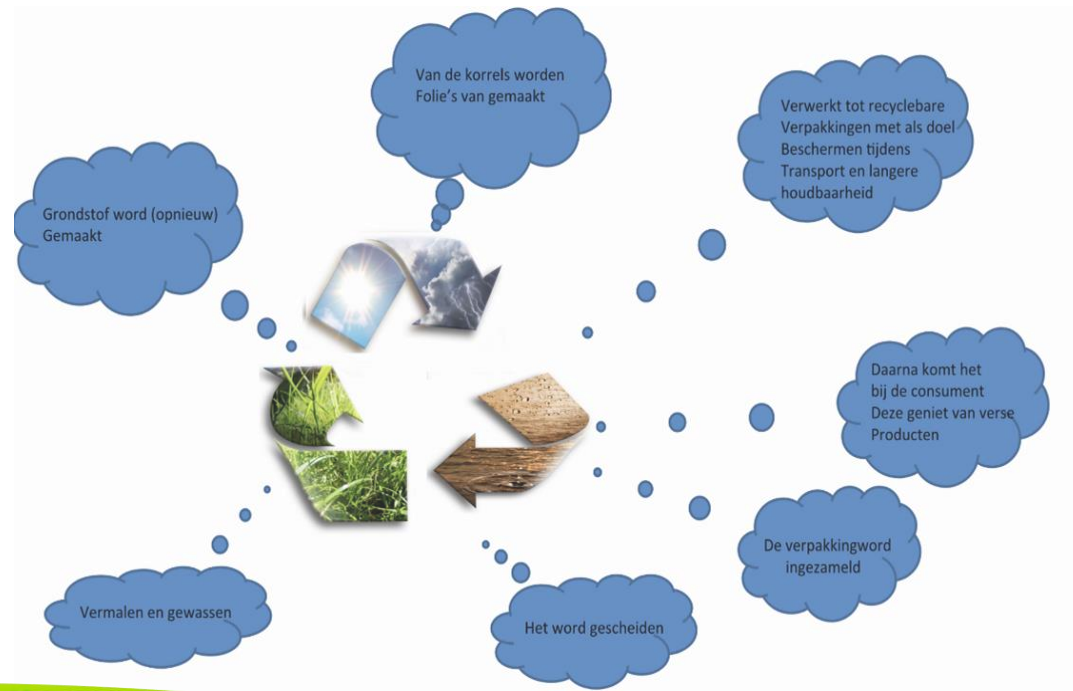 Van de korrels worden
Folie's van gemaakt
Verwerkt tot recyclebare
Verpakkingen met als doel
Beschermen tijdens
Transport en langere
houdbaarheid
Grondstof word (opnieuw)
Gemaakt
Daarna komt het
bij de consument
Deze geniet van verse
Producten
De verpakkingword
ingezameld
Vermalen en gewassen
Het word gescheiden